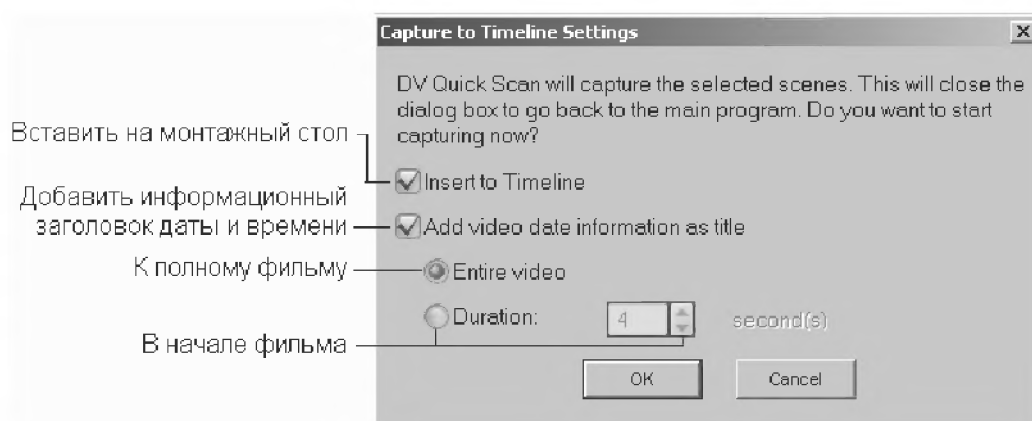 Capture to Timeline Settings
DV Quick Scan will capture the selected scenes. This will close the
dialog box to go back to the main program. Do you want to start
capturing now?
Вставить на монтажный стол
Insert to Timeline
Добавить информационный
заголовок даты и времени
Add video date information as title
К полному фильму
Entire video
Duration:
4
second(s)
В начале фильма
OK
Cancel